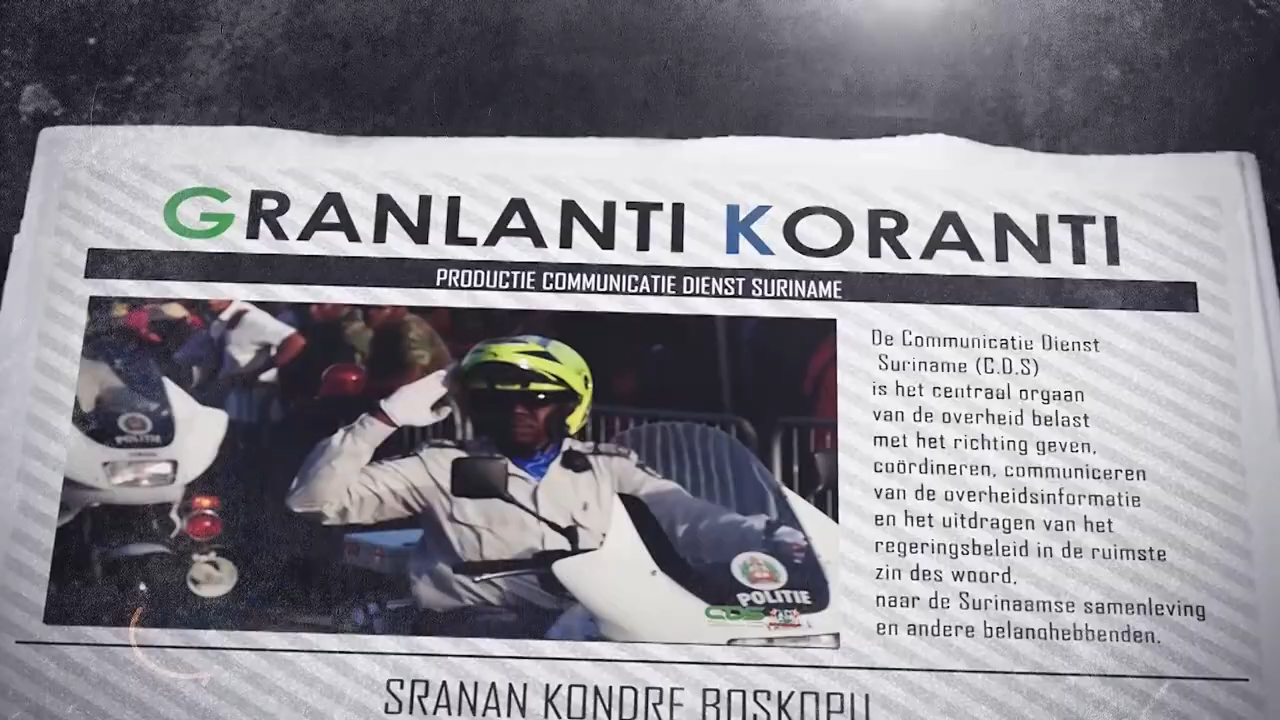 GRANLANTI KORANTI
PRODUCTIE COMMUNICATIE DIENST SURINAME
De Communicatie Dienst
Suriname (C.D.S)
is het centraal orgaan
van de overheid belast
met het richting geven,
coördineren, communiceren
van de overheidsinformatie
en het uitdragen van het
regeringsbeleid in de ruimste
zin des woord,
naar de Surinaamse samenleving
en andere belanghebbenden.
POLITIE
POLITIE
CDS
SRANAN KONDRE BOSKOPU